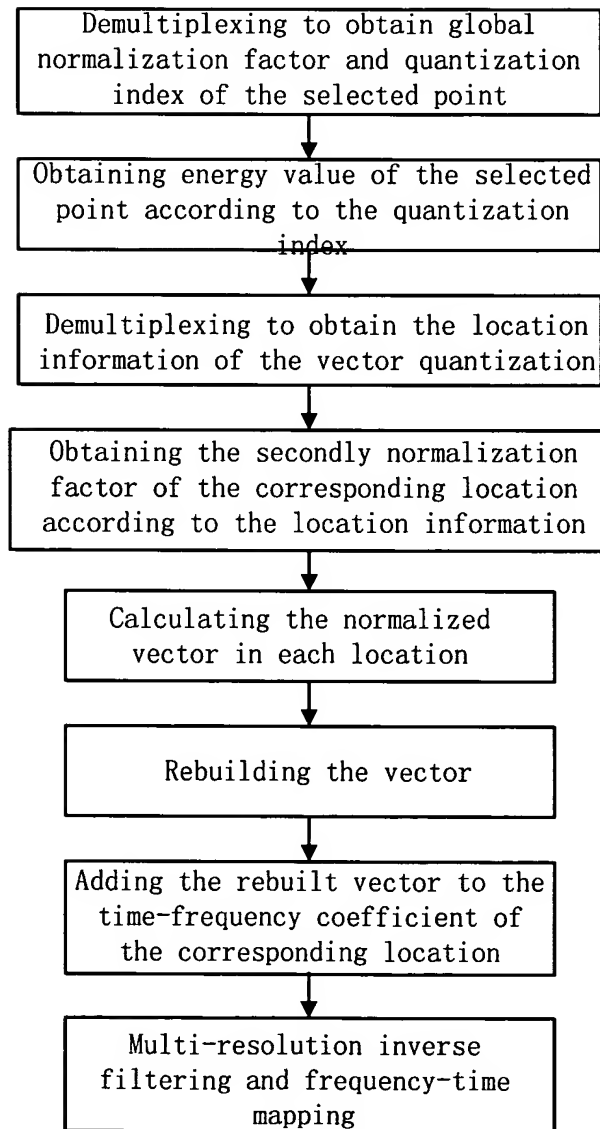 Demultiplexing to obtain global
normalization factor and quantization
index of the selected point
Obtaining energy value of the selected
point according to the quantization
index
Demultiplexing to obtain the location
information of the vector quantization
Obtaining the secondly normalization
factor of the corresponding location
according to the location information
Calculating the normalized
vector in each location
Rebuilding the vector
Adding the rebuilt vector to the
time-frequency coefficient of
the corresponding location
Multi-resolution inverse
filtering and frequency-time
mapping